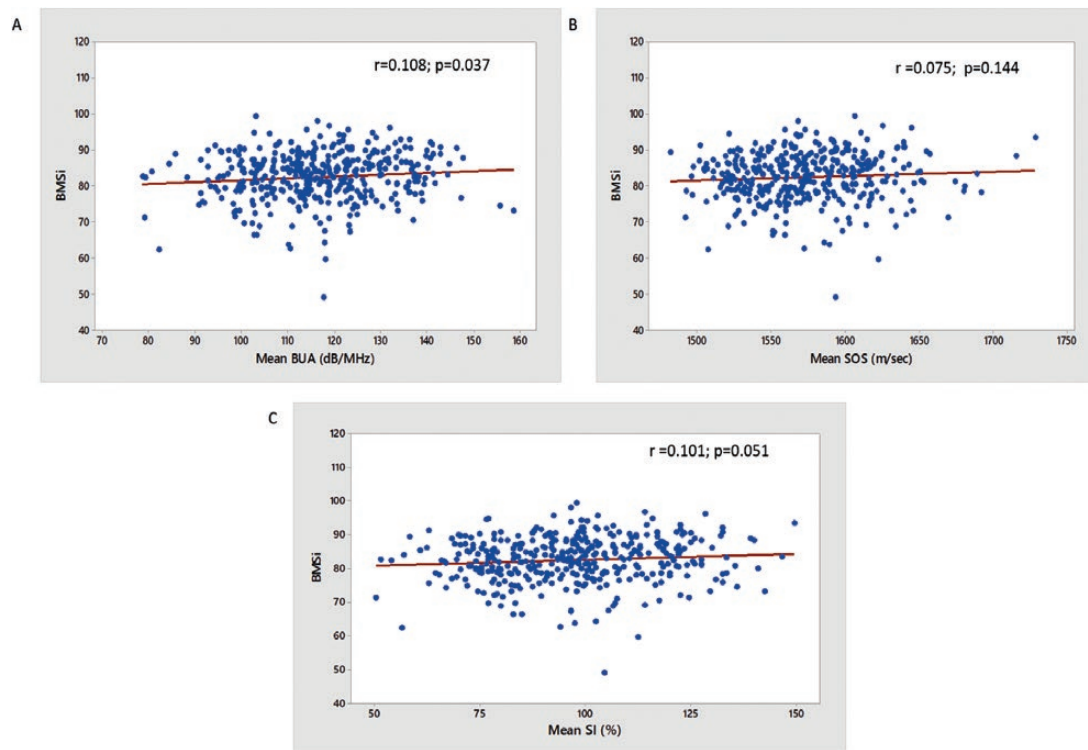 A
r=0.108; p=0.037
BMSi
120
110
100
90
80
70
60
50
40
70 80 90 100 110 120 130 140 150 160
Mean BUA (dB/MHz)
B
r =0.075; p=0.144
BMSi
120
110
100
90
80
70
60
50
40
1500 1550 1600 1650 1700 1750
Mean SOS (m/sec)
C
r =0.101; p=0.051
BMSi
120
110
100
90
80
70
60
50
40
50 75 100 125 150
Mean SI (%)